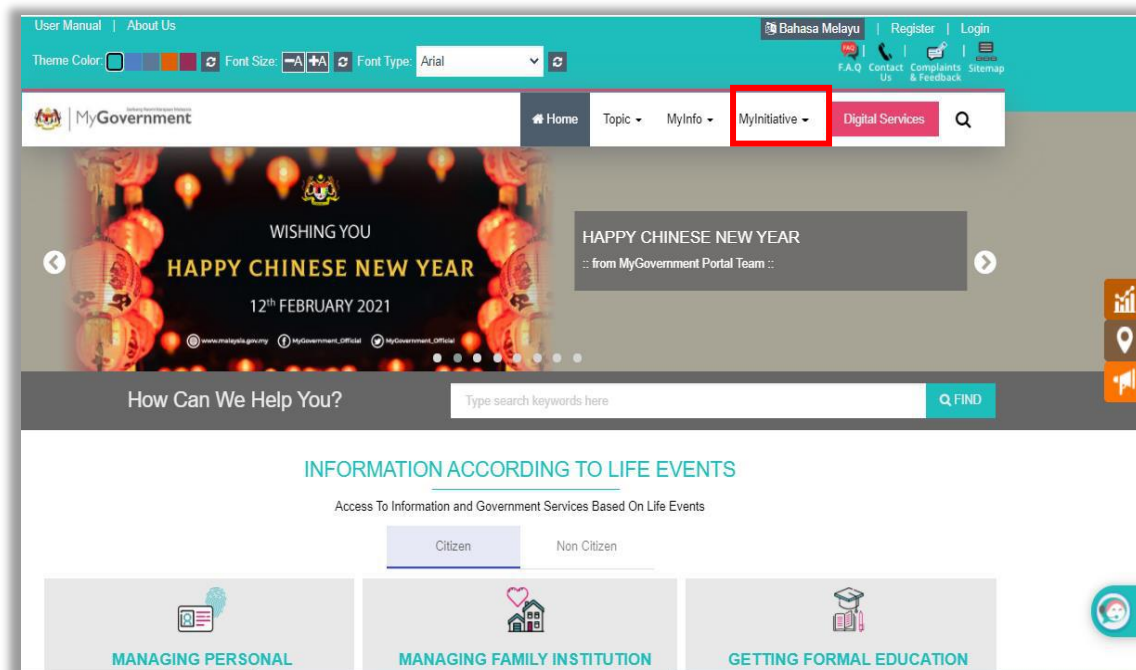 User Manual | About Us
Bahasa Melayu | Register | Login
Theme Color: Font Size: -A +A Font Type: Arial
FAQ
F.A.Q Contact Us Complaints & Feedback Sitemap
MyGovernment
Home Topic MyInfo MyInitiative Digital Services
WISHING YOU
HAPPY CHINESE NEW YEAR
12th FEBRUARY 2021
www.malaysia.gov.my MyGovernment_Official MyGovernment_Official
HAPPY CHINESE NEW YEAR
:: from MyGovernment Portal Team ::
How Can We Help You?
Type search keywords here
FIND
INFORMATION ACCORDING TO LIFE EVENTS
Access To Information and Government Services Based On Life Events
Citizen Non Citizen
MANAGING PERSONAL MANAGING FAMILY INSTITUTION GETTING FORMAL EDUCATION